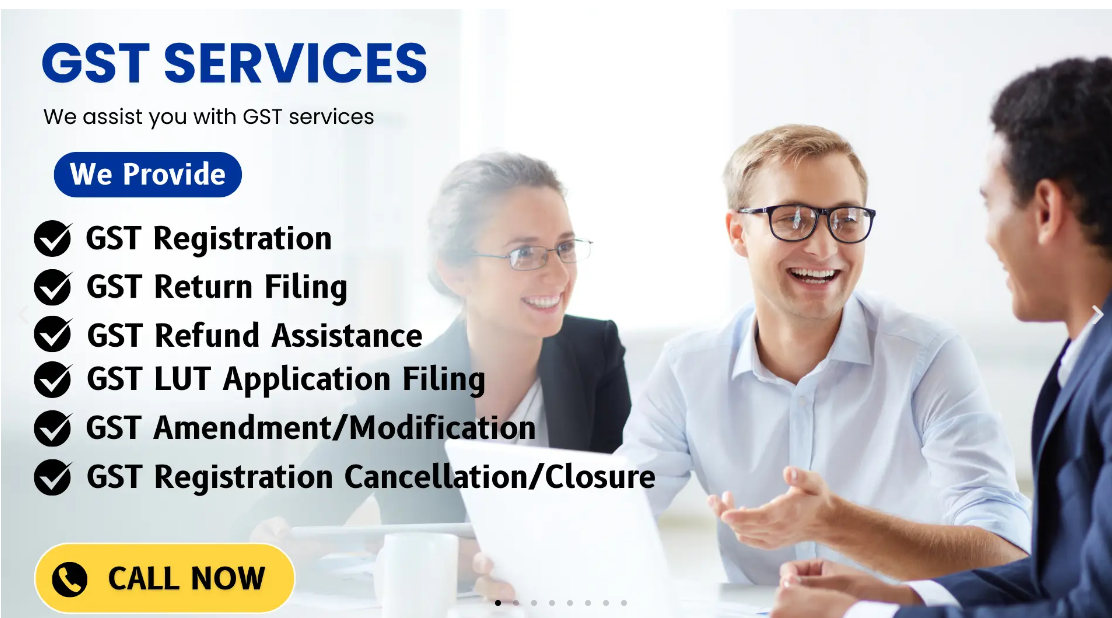 GST SERVICES
We assist you with GST services
We Provide
GST Registration
GST Return Filing
GST Refund Assistance
GST LUT Application Filing
GST Amendment/Modification
GST Registration Cancellation/Closure
CALL NOW